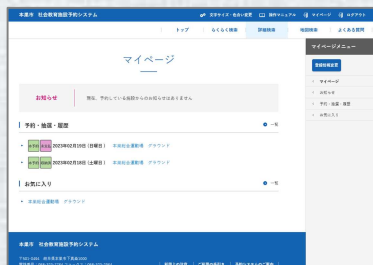 本巣市 社会教育施設予約システム
文字サイズ・色合い変更 操作マニュアル マイページ ログアウト
トップ らくらく検索 詳細検索 地図検索 よくある質問
マイページ
お知らせ 現在、予約している施設からのお知らせはありません
予約・抽選・履歴 一覧
2023年02月19日 (日曜日) 本巣総合運動場 グラウンド
2023年02月18日 (土曜日) 本巣総合運動場 グラウンド
お気に入り 一覧
本巣総合運動場 グラウンド
マイページメニュー
登録情報変更
マイページ
お知らせ
予約・抽選・履歴
お気に入り
本巣市 社会教育施設予約システム